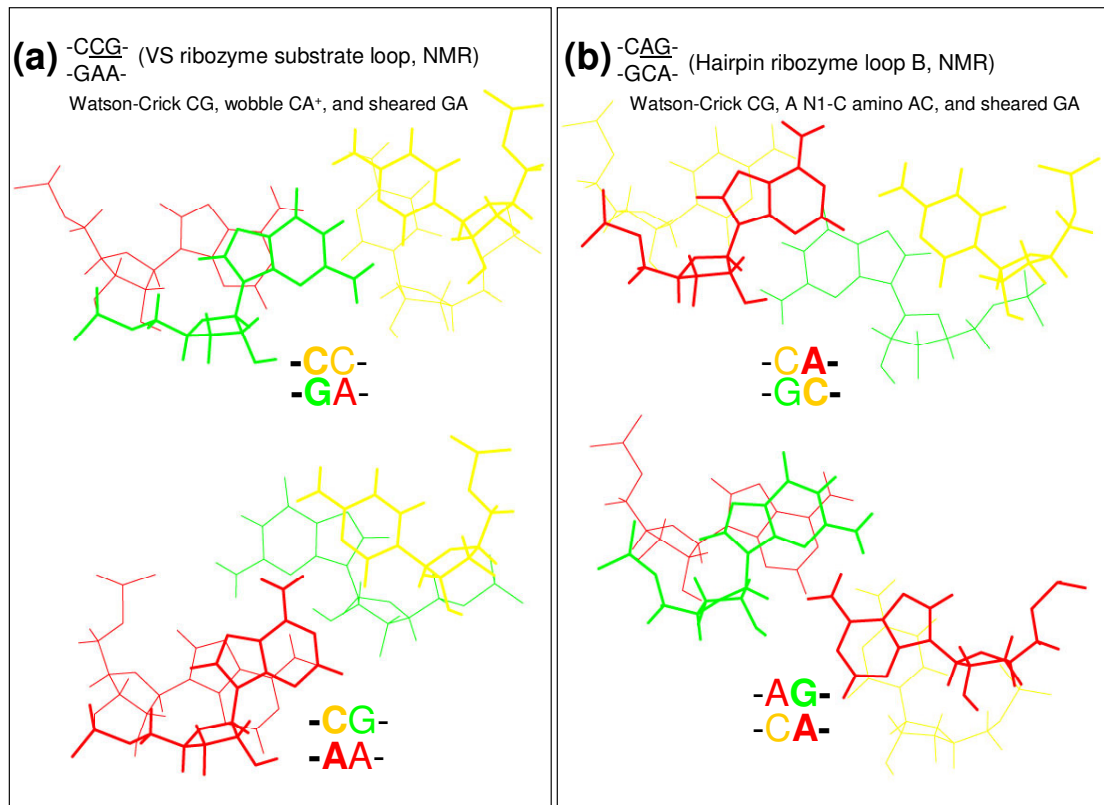 (a) -CCG- (VS ribozyme substrate loop, NMR)
-GAA-
Watson-Crick CG, wobble CA⁺, and sheared GA
-CC-
-GA-
-CG-
-AA-
(b) -CAG- (Hairpin ribozyme loop B, NMR)
-GCA-
Watson-Crick CG, A N1-C amino AC, and sheared GA
-CA-
-GC-
-AG-
-CA-